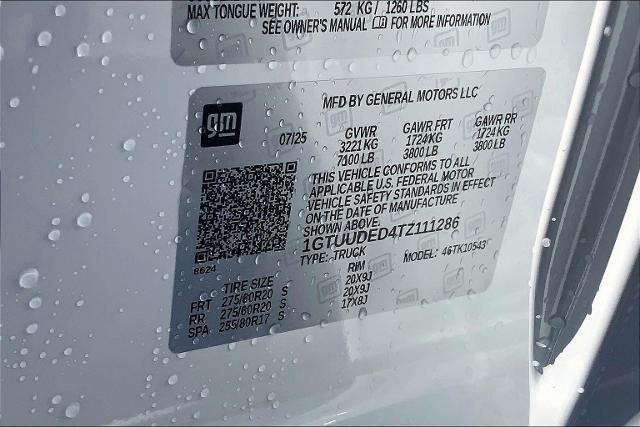 MAX TONGUE WEIGHT: 572 KG / 1260 LBS
SEE OWNER'S MANUAL FOR MORE INFORMATION
gm
MFD BY GENERAL MOTORS LLC
07/25 GVWR GAWR FRT GAWR RR
3221 KG 1724 KG 1724 KG
7100 LB 3800 LB 3800 LB
THIS VEHICLE CONFORMS TO ALL
APPLICABLE U.S. FEDERAL MOTOR
VEHICLE SAFETY STANDARDS IN EFFECT
ON THE DATE OF MANUFACTURE
SHOWN ABOVE.
1GTUUDED4TZ111286
TYPE: TRUCK MODEL: 4GTK10543
8624
TIRE SIZE RIM
FRT 275/60R20 S 20X9J
RR 275/60R20 S 20X9J
SPA 255/80R17 S 17X8J